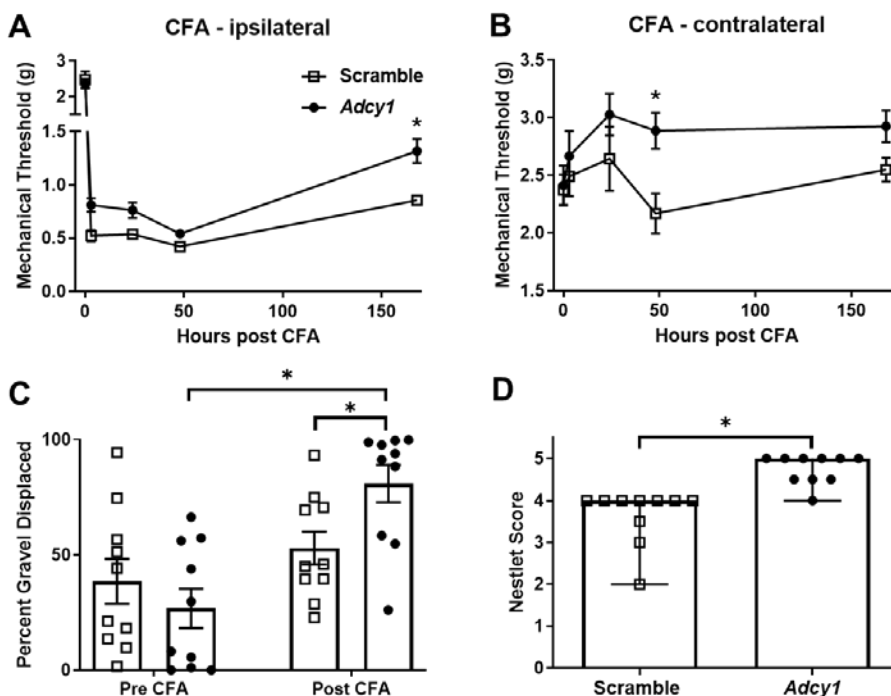 A
CFA - ipsilateral
Mechanical Threshold (g)
3
2
1.5
1.0
0.5
0.0
0
50
100
150
Hours post CFA
Scramble
Adcy1
*
B
CFA - contralateral
Mechanical Threshold (g)
3.5
3.0
2.5
2.0
1.5
0
50
100
150
Hours post CFA
*
C
Percent Gravel Displaced
100
50
0
Pre CFA
Post CFA
*
*
D
Nestlet Score
5
4
3
2
1
0
Scramble
Adcy1
*